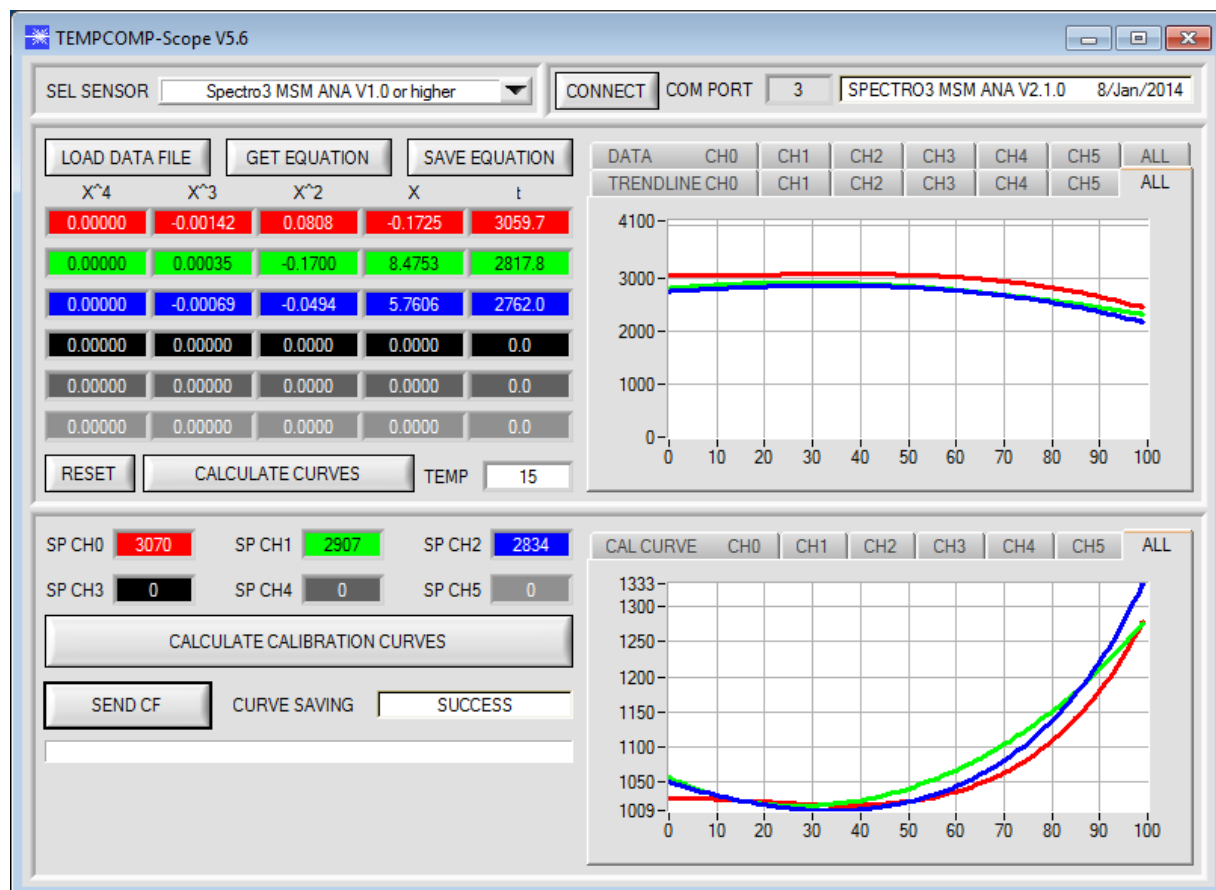 TEMPCOMP-Scope V5.6
SEL SENSOR Spectro3 MSM ANA V1.0 or higher CONNECT COM PORT 3 SPECTRO3 MSM ANA V2.1.0 8/Jan/2014
LOAD DATA FILE GET EQUATION SAVE EQUATION
X^4 X^3 X^2 X t
0.00000 -0.00142 0.0808 -0.1725 3059.7
0.00000 0.00035 -0.1700 8.4753 2817.8
0.00000 -0.00069 -0.0494 5.7606 2762.0
0.00000 0.00000 0.0000 0.0000 0.0
0.00000 0.00000 0.0000 0.0000 0.0
0.00000 0.00000 0.0000 0.0000 0.0
RESET CALCULATE CURVES TEMP 15
DATA CH0 CH1 CH2 CH3 CH4 CH5 ALL
TRENDLINE CH0 CH1 CH2 CH3 CH4 CH5 ALL
4100
3000
2000
1000
0
0 10 20 30 40 50 60 70 80 90 100
SP CH0 3070 SP CH1 2907 SP CH2 2834
SP CH3 0 SP CH4 0 SP CH5 0
CALCULATE CALIBRATION CURVES
SEND CF CURVE SAVING SUCCESS
CAL CURVE CH0 CH1 CH2 CH3 CH4 CH5 ALL
1333
1300
1250
1200
1150
1100
1050
1009
0 10 20 30 40 50 60 70 80 90 100